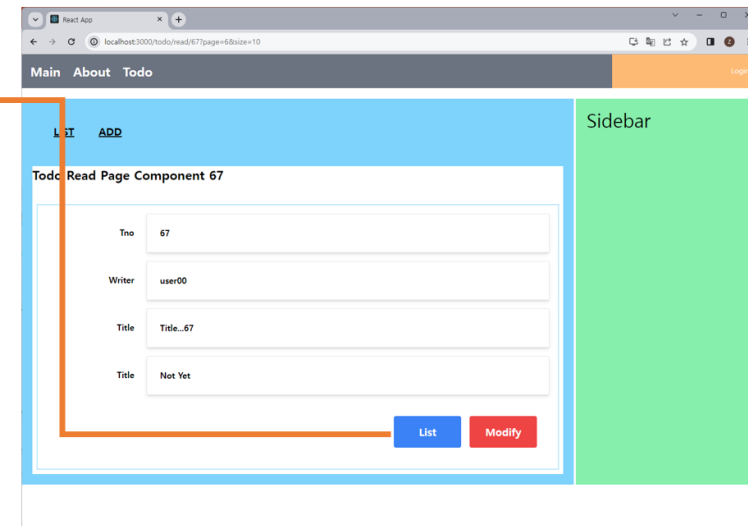 React App
localhost:3000/todo/read/67?page=6&size=10
Main About Todo
Login
LIST ADD
Sidebar
Todo Read Page Component 67
Tno 67
Writer user00
Title Title...67
Title Not Yet
List Modify